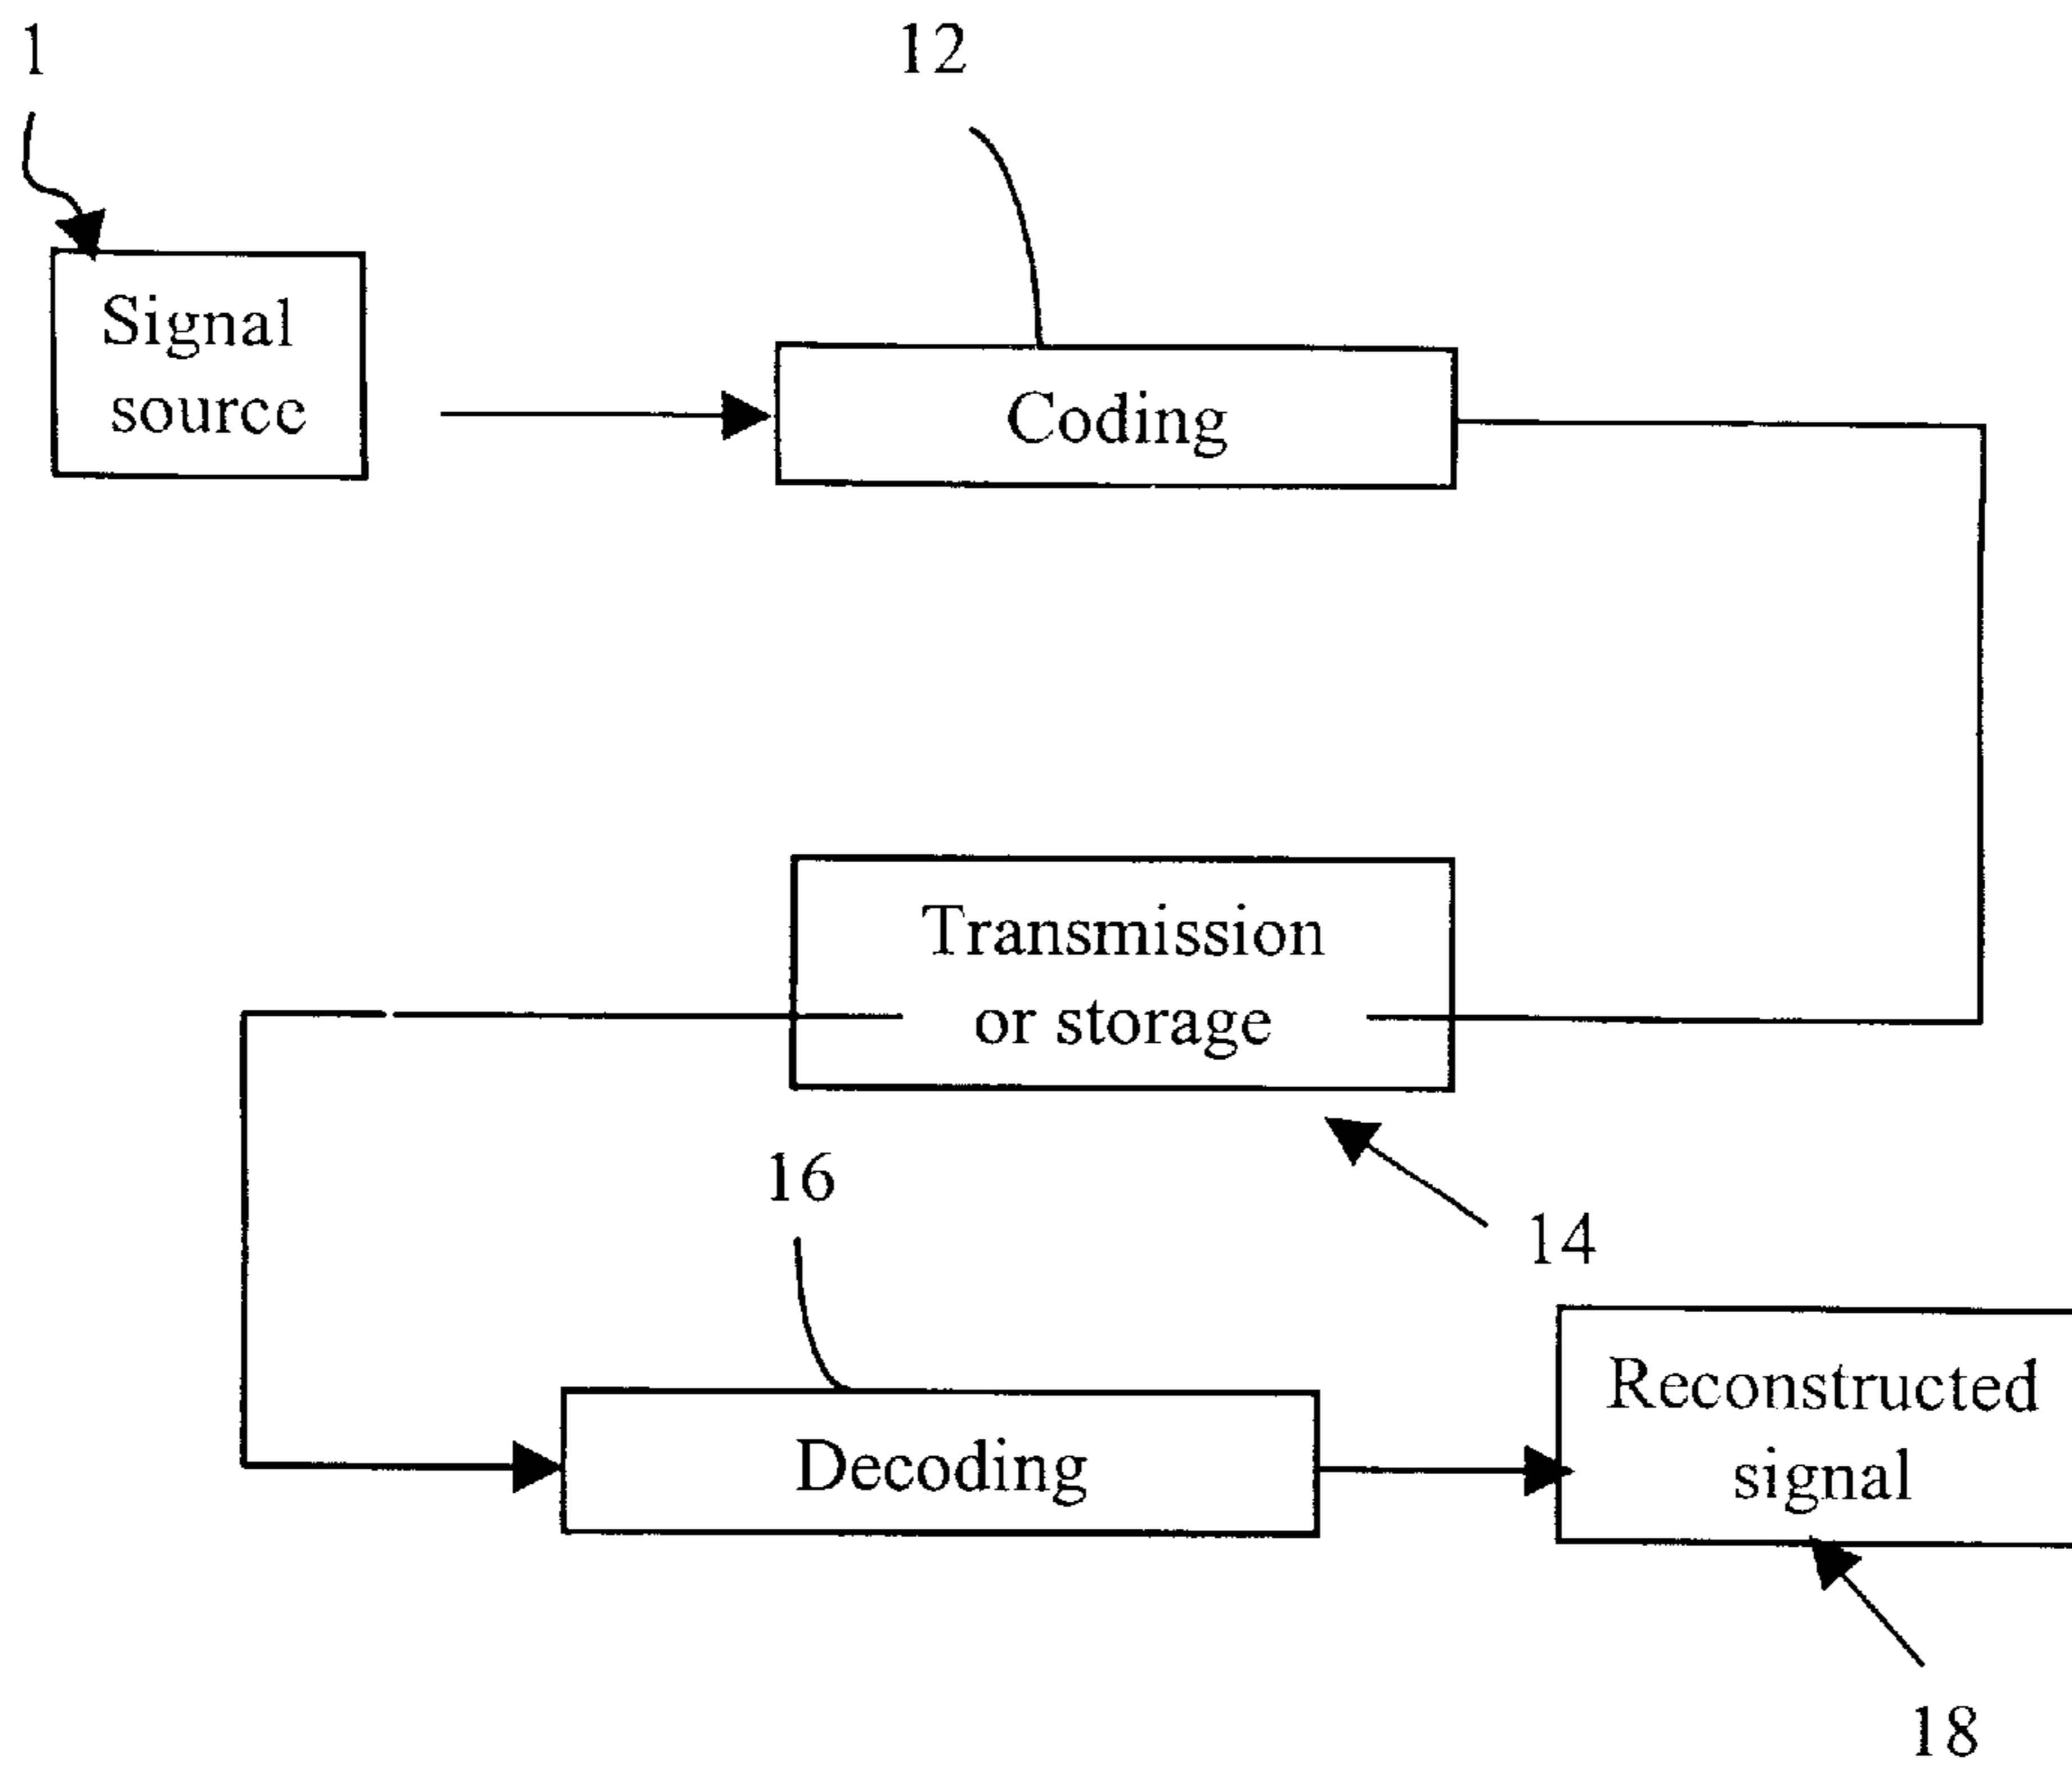 1
12
Signal
source
Coding
Transmission
or storage
16
14
Reconstructed
signal
Decoding
18